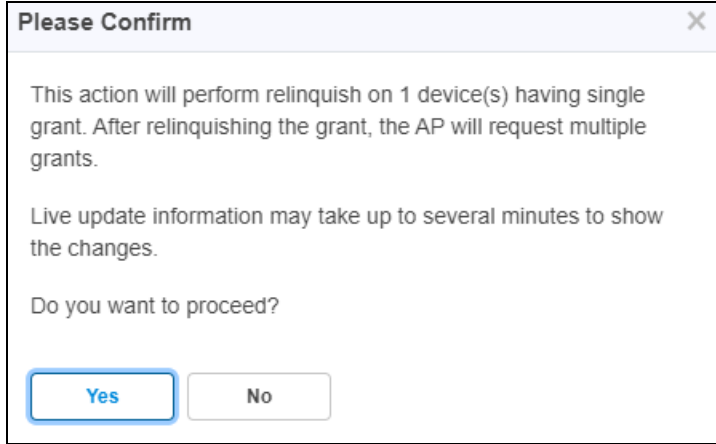 Please Confirm
This action will perform relinquish on 1 device(s) having single
grant. After relinquishing the grant, the AP will request multiple
grants.
Live update information may take up to several minutes to show
the changes.
Do you want to proceed?
Yes
No